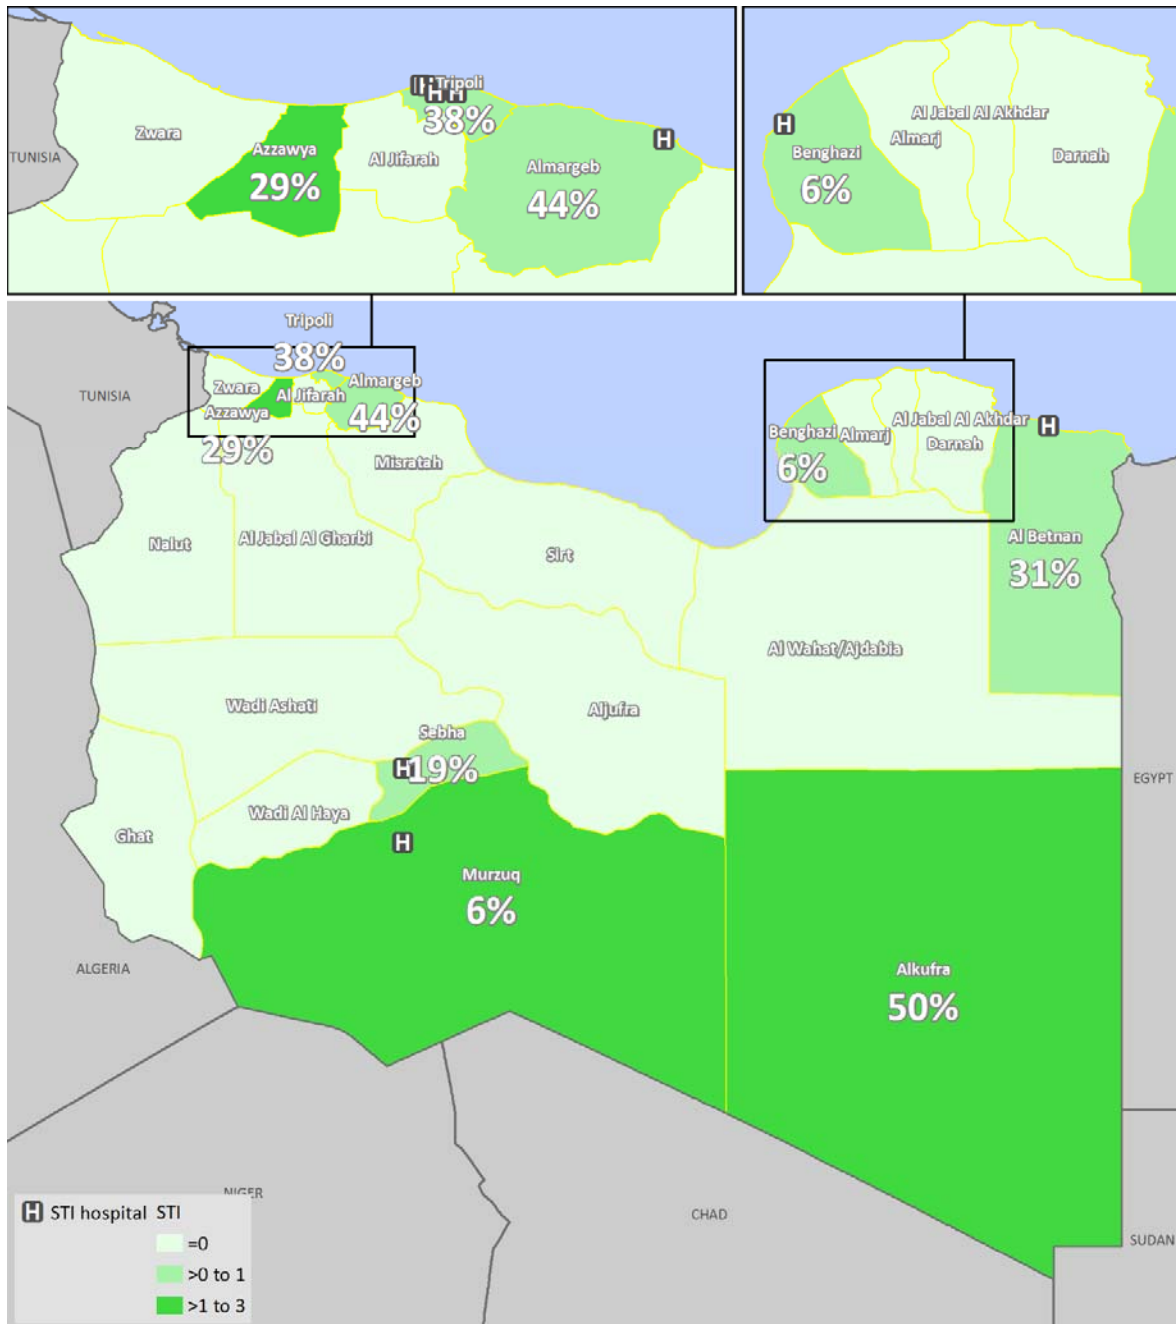 Tripoli
38%
Zwara
TUNISIA
Azzawya
29%
Al Jifarah
Almargeb
44%
H
H
H
H
Al Jabal Al Akhdar
Almarj
H
Benghazi
6%
Darnah
Tripoli
38%
TUNISIA
Zwara
Almargeb
44%
Al Jifarah
Azzawya
29%
Misratah
Benghazi
6%
Almarj
Al Jabal Al Akhdar
Darnah
H
Nalut
Al Jabal Al Gharbi
Sirt
Al Betnan
31%
Al Wahat/Ajdabia
Wadi Ashati
Aljufra
Sebha
H
19%
EGYPT
Wadi Al Haya
Ghat
H
Murzuq
6%
ALGERIA
Alkufra
50%
NIGER
CHAD
SUDAN
H STI hospital
STI
=0
>0 to 1
>1 to 3